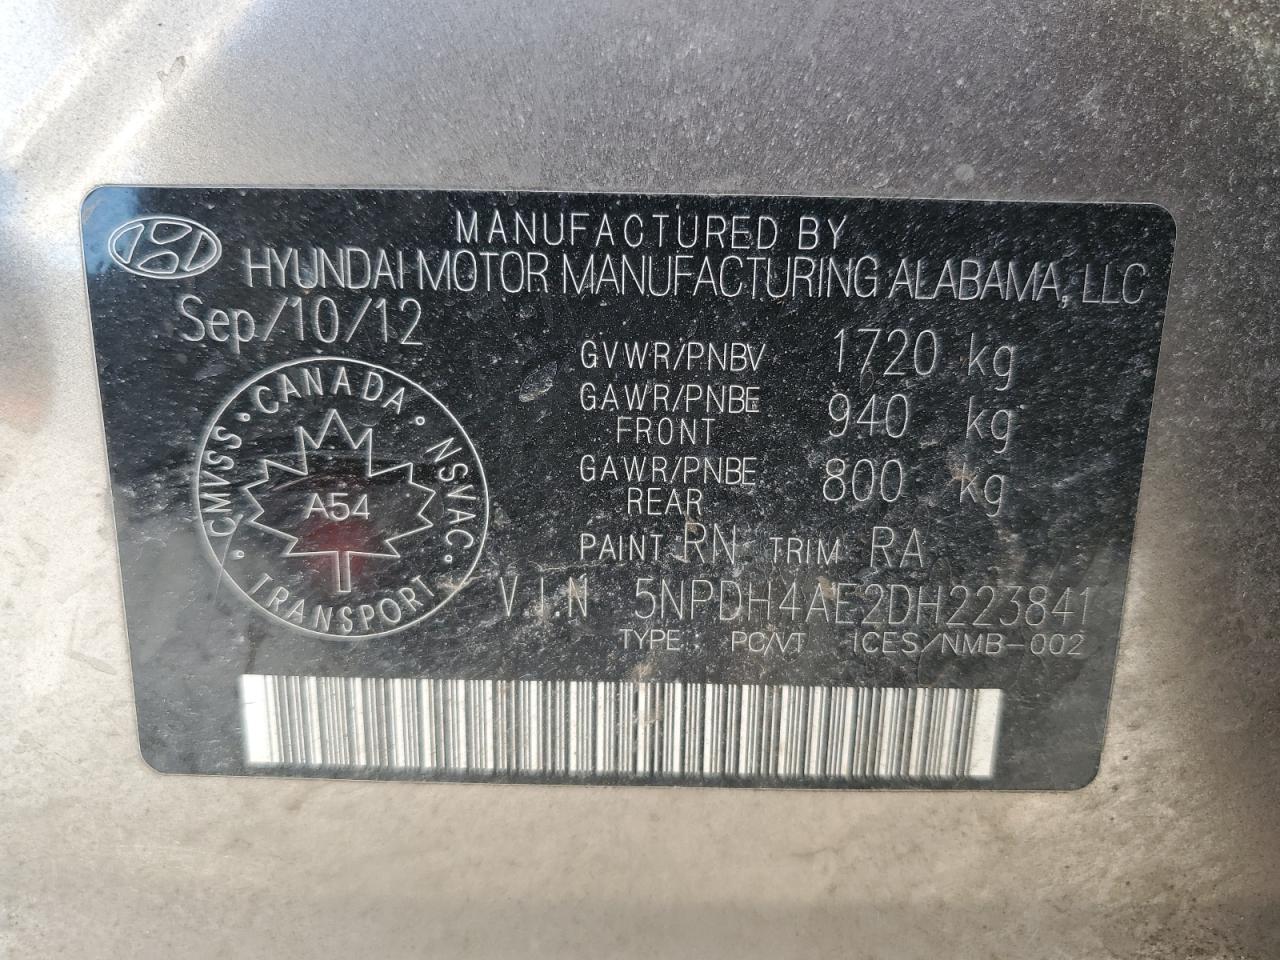 MANUFACTURED BY
HYUNDAI MOTOR MANUFACTURING ALABAMA, LLC
Sep/10/12
GVWR/PNBV 1720 kg
GAWR/PNBE FRONT 940 kg
GAWR/PNBE REAR 800 kg
PAINT RN TRIM RA
VIN 5NPDH4AE2DH223841
TYPE: PC/VT ICES/NMB-002
CANADA · NSVAC · TRANSPORT · CMVSS ·
A54